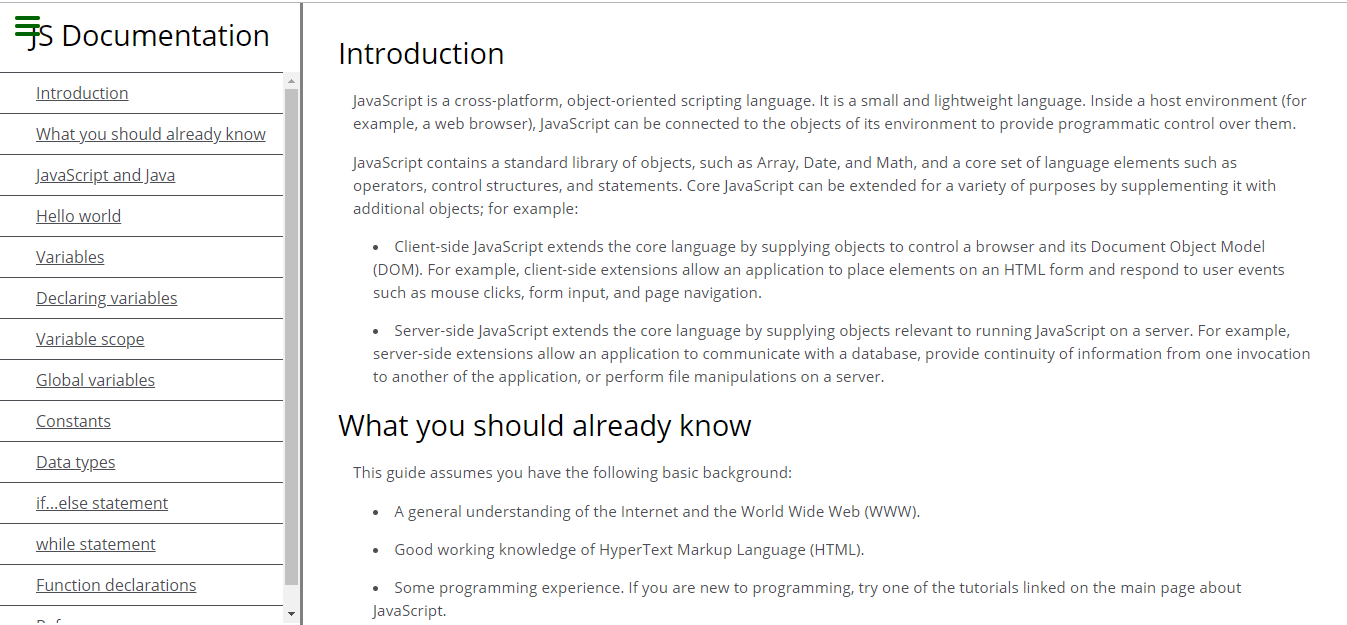 JS Documentation
Introduction
What you should already know
JavaScript and Java
Hello world
Variables
Declaring variables
Variable scope
Global variables
Constants
Data types
if...else statement
while statement
Function declarations
Introduction
JavaScript is a cross-platform, object-oriented scripting language. It is a small and lightweight language. Inside a host environment (for
example, a web browser), JavaScript can be connected to the objects of its environment to provide programmatic control over them.
JavaScript contains a standard library of objects, such as Array, Date, and Math, and a core set of language elements such as
operators, control structures, and statements. Core JavaScript can be extended for a variety of purposes by supplementing it with
additional objects; for example:
• Client-side JavaScript extends the core language by supplying objects to control a browser and its Document Object Model
(DOM). For example, client-side extensions allow an application to place elements on an HTML form and respond to user events
such as mouse clicks, form input, and page navigation.
• Server-side JavaScript extends the core language by supplying objects relevant to running JavaScript on a server. For example,
server-side extensions allow an application to communicate with a database, provide continuity of information from one invocation
to another of the application, or perform file manipulations on a server.
What you should already know
This guide assumes you have the following basic background:
• A general understanding of the Internet and the World Wide Web (WWW).
• Good working knowledge of HyperText Markup Language (HTML).
• Some programming experience. If you are new to programming, try one of the tutorials linked on the main page about
JavaScript.